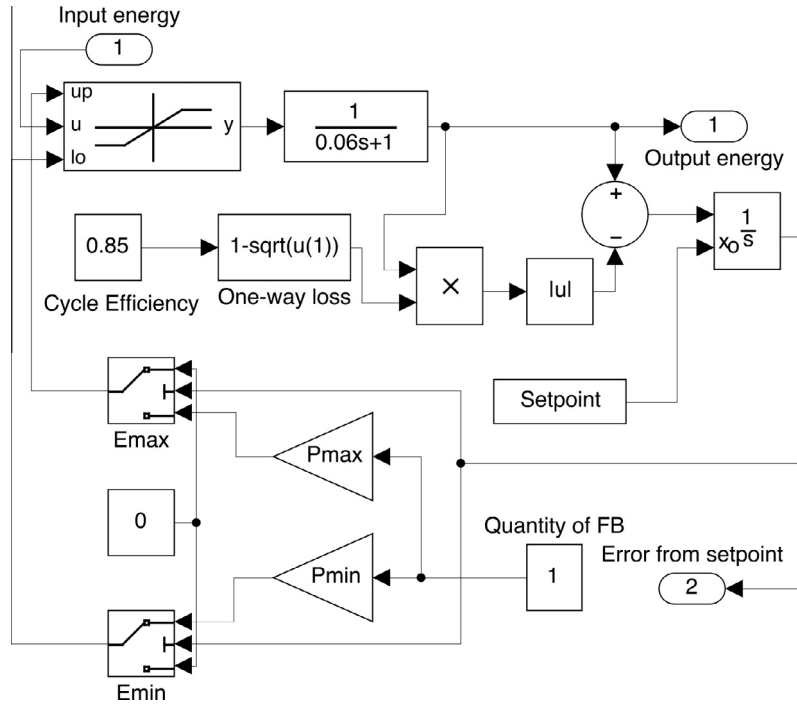 Input energy
1
up
u
lo
y
1
0.06s+1
1
Output energy
+
−
1
s
xo
0.85
Cycle Efficiency
1-sqrt(u(1))
One-way loss
×
|u|
Setpoint
Emax
Pmax
0
Quantity of FB
1
Pmin
Error from setpoint
2
Emin